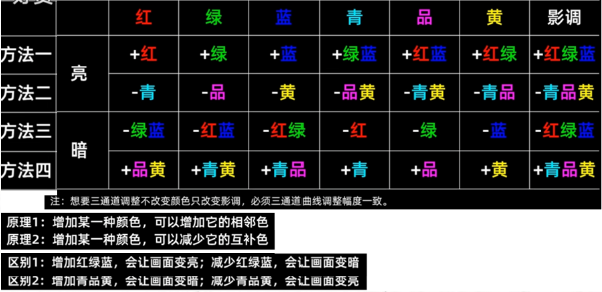 红 绿 蓝 青 品 黄 影调
方法一 亮 +红 +绿 +蓝 +绿蓝 +红蓝 +红绿 +红绿蓝
方法二 -青 -品 -黄 -品黄 -青黄 -青品 -青品黄
方法三 暗 -绿蓝 -红蓝 -红绿 -红 -绿 -蓝 -红绿蓝
方法四 +品黄 +青黄 +青品 +青 +品 +黄 +青品黄
注：想要三通道调整不改变颜色只改变影调，必须三通道曲线调整幅度一致。
原理1：增加某一种颜色，可以增加它的相邻色
原理2：增加某一种颜色，可以减少它的互补色
区别1：增加红绿蓝，会让画面变亮；减少红绿蓝，会让画面变暗
区别2：增加青品黄，会让画面变暗；减少青品黄，会让画面变亮